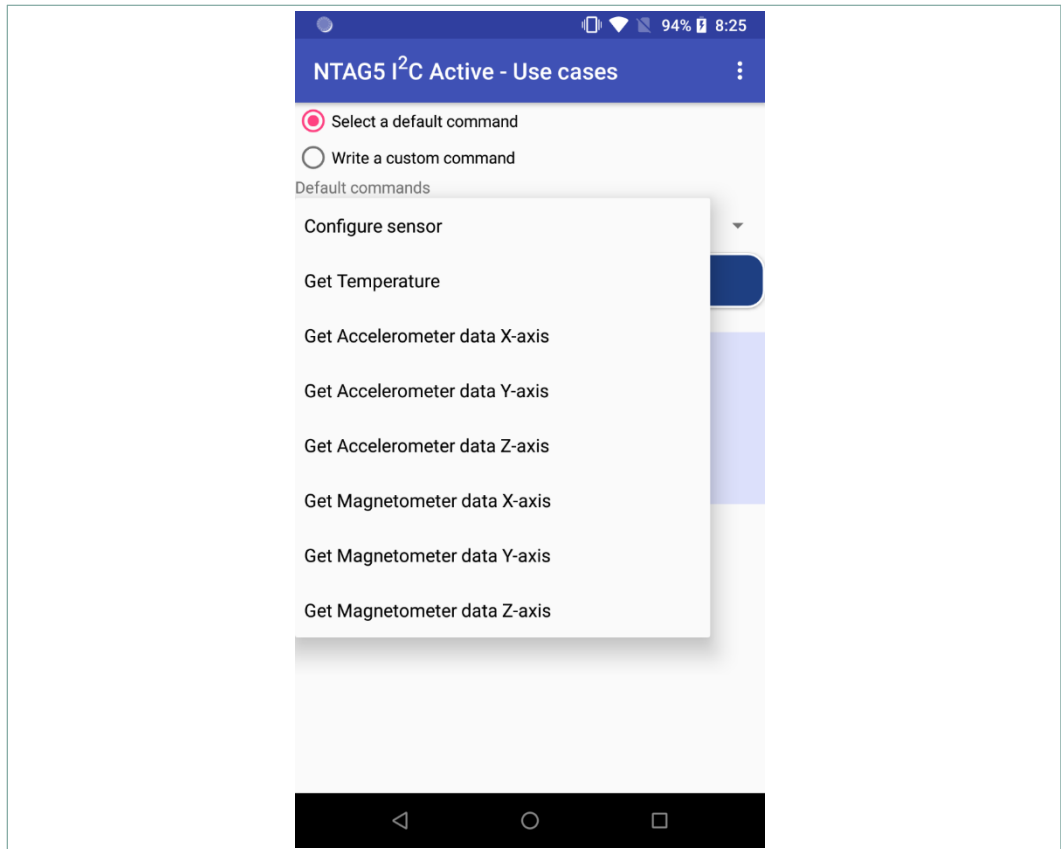 94% 8:25
NTAG5 I²C Active - Use cases
Select a default command
Write a custom command
Default commands
Configure sensor
Get Temperature
Get Accelerometer data X-axis
Get Accelerometer data Y-axis
Get Accelerometer data Z-axis
Get Magnetometer data X-axis
Get Magnetometer data Y-axis
Get Magnetometer data Z-axis